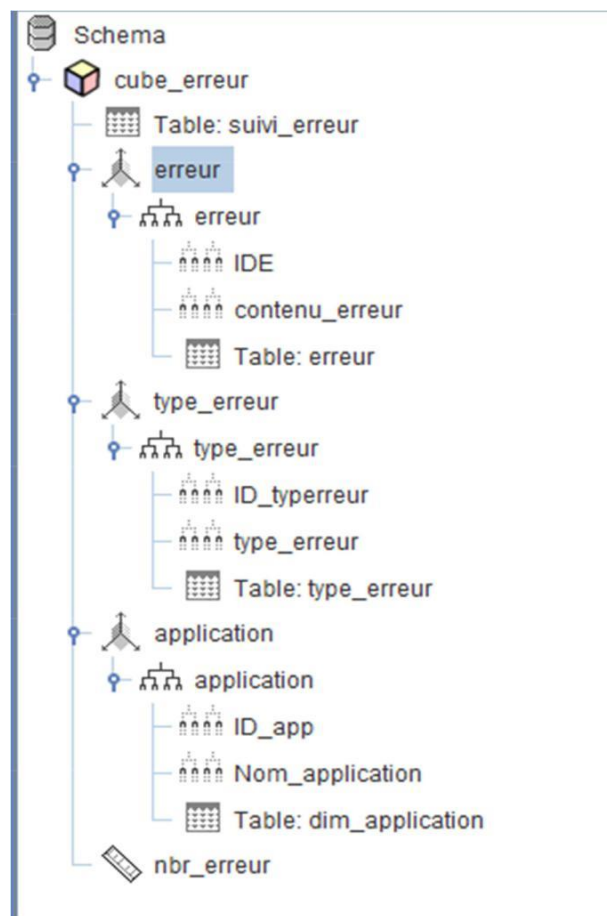 Schema
cube_erreur
Table: suivi_erreur
erreur
erreur
IDE
contenu_erreur
Table: erreur
type_erreur
type_erreur
ID_typerreur
type_erreur
Table: type_erreur
application
application
ID_app
Nom_application
Table: dim_application
nbr_erreur